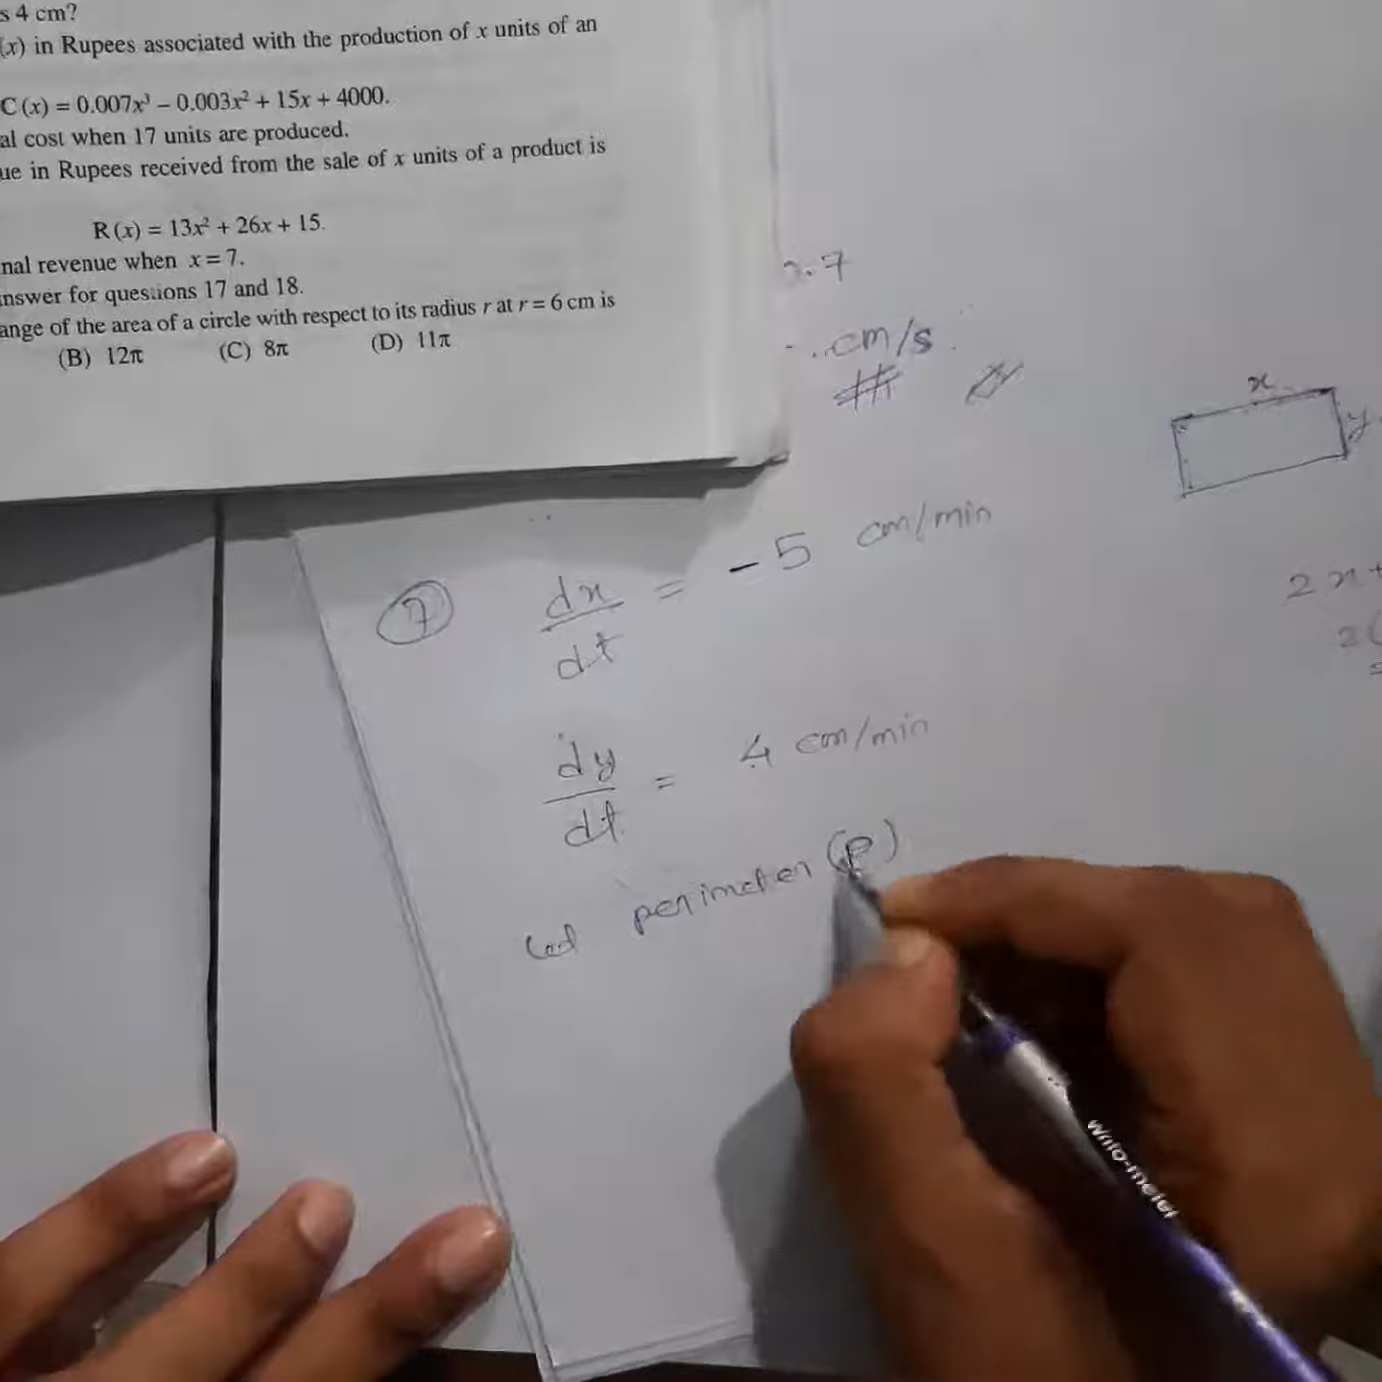 s 4 cm?
(x) in Rupees associated with the production of x units of an
C (x) = 0.007x³ – 0.003x² + 15x + 4000.
al cost when 17 units are produced.
ue in Rupees received from the sale of x units of a product is
R (x) = 13x² + 26x + 15.
nal revenue when x = 7.
nswer for questions 17 and 18.
ange of the area of a circle with respect to its radius r at r = 6 cm is
(B) 12π (C) 8π (D) 11π
cm/s
x
y
7 dx/dt = - 5 cm/min
2x+
2(
dy/dt = 4 cm/min
perimeter (P)
Write-meter